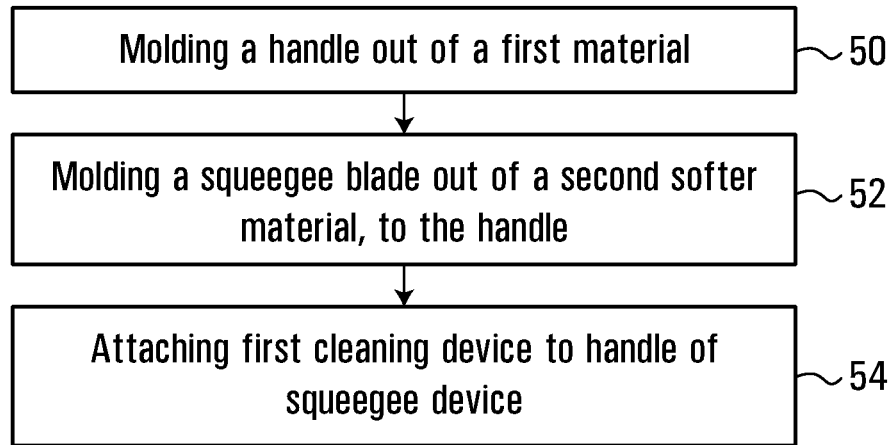 Molding a handle out of a first material
50
Molding a squeegee blade out of a second softer
material, to the handle
52
Attaching first cleaning device to handle of
squeegee device
54